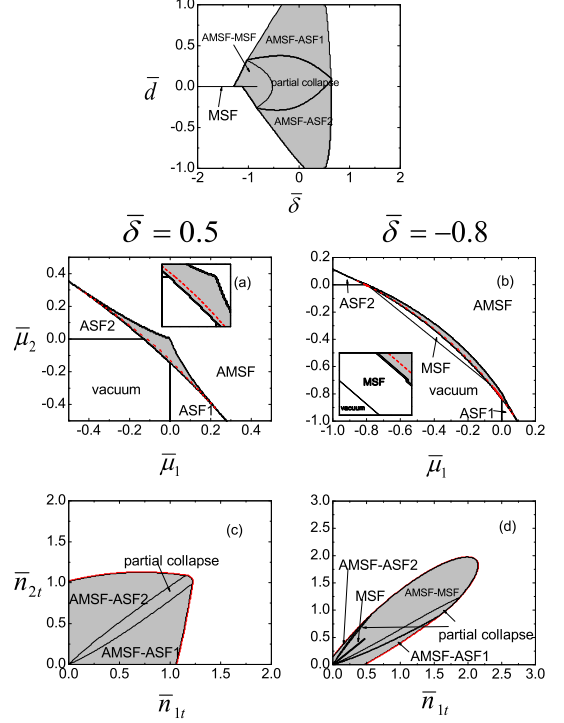 1.0
AMSF-MSF
AMSF-ASF1
0.5
d̅
0.0
partial collapse
MSF
-0.5
AMSF-ASF2
-1.0
-2 -1 0 1 2
δ̅
δ̅ = 0.5 δ̅ = −0.8
0.4
(a)
0.2
ASF2
μ̅₂
0.0
AMSF
-0.2
vacuum
-0.4
ASF1
-0.4 -0.2 0.0 0.2 0.4
μ̅₁
0.2
(b)
0.0
ASF2
AMSF
-0.2
MSF
-0.4
-0.6
MSF
vacuum
-0.8
vacuum
ASF1
-1.0
-1.0 -0.8 -0.6 -0.4 -0.2 0.0 0.2
μ̅₁
2.0
(c)
1.5
partial collapse
n̅₂ₜ
1.0
AMSF-ASF2
0.5
AMSF-ASF1
0.0
0.0 0.5 1.0 1.5 2.0
n̅₁ₜ
3.0
(d)
2.5
AMSF-ASF2
2.0
MSF
1.5
AMSF-MSF
1.0
partial collapse
0.5
AMSF-ASF1
0.0
0.0 0.5 1.0 1.5 2.0 2.5 3.0
n̅₁ₜ